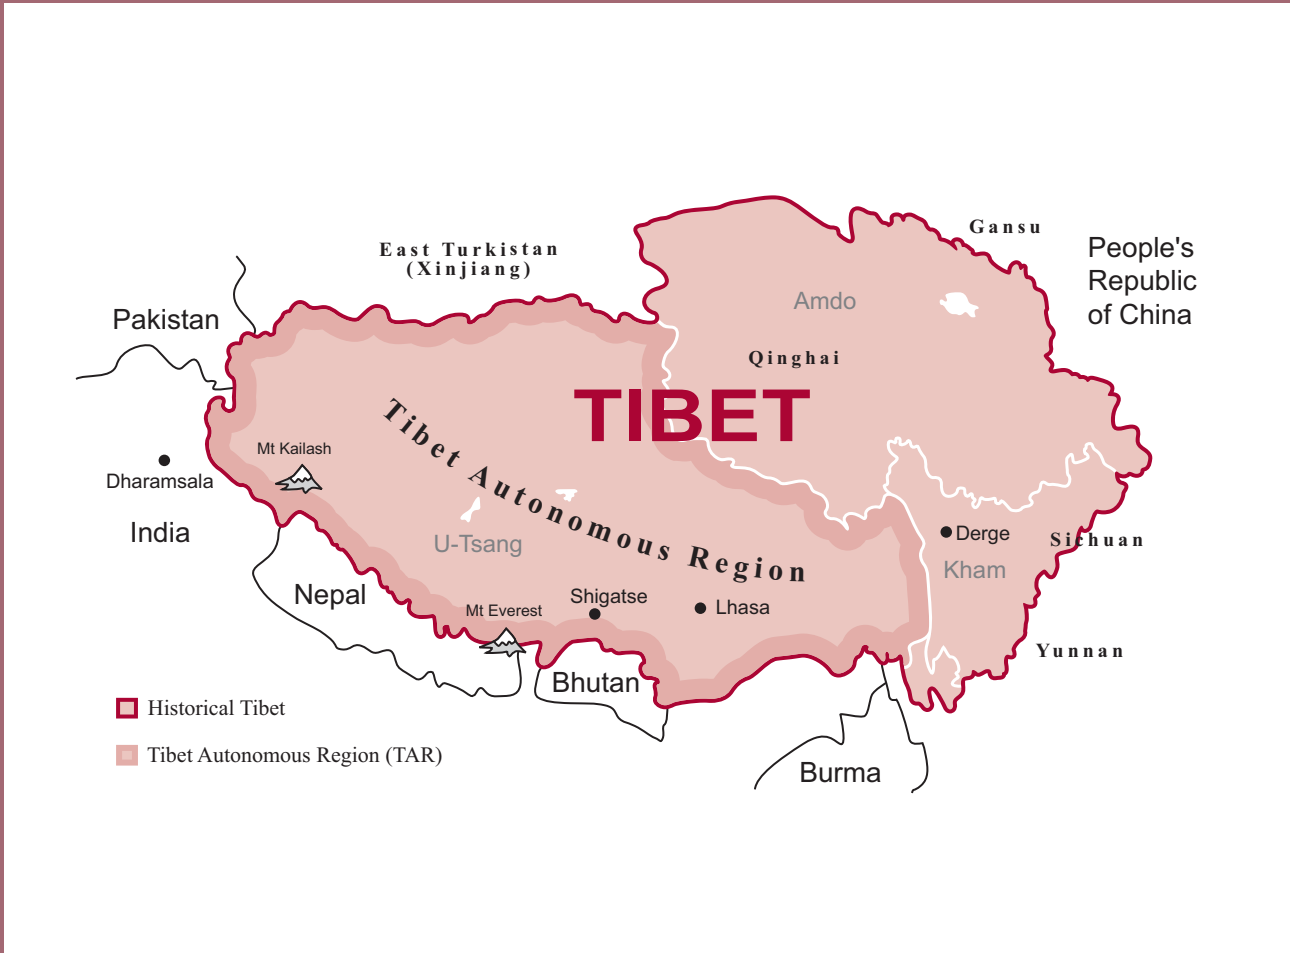 Gansu
People's
Republic
of China
East Turkistan
(Xinjiang)
Amdo
Pakistan
Qinghai
TIBET
Tibet Autonomous Region
Mt Kailash
Dharamsala
India
U-Tsang
Derge
Sichuan
Kham
Nepal
Mt Everest
Shigatse
Lhasa
Yunnan
Bhutan
Historical Tibet
Tibet Autonomous Region (TAR)
Burma